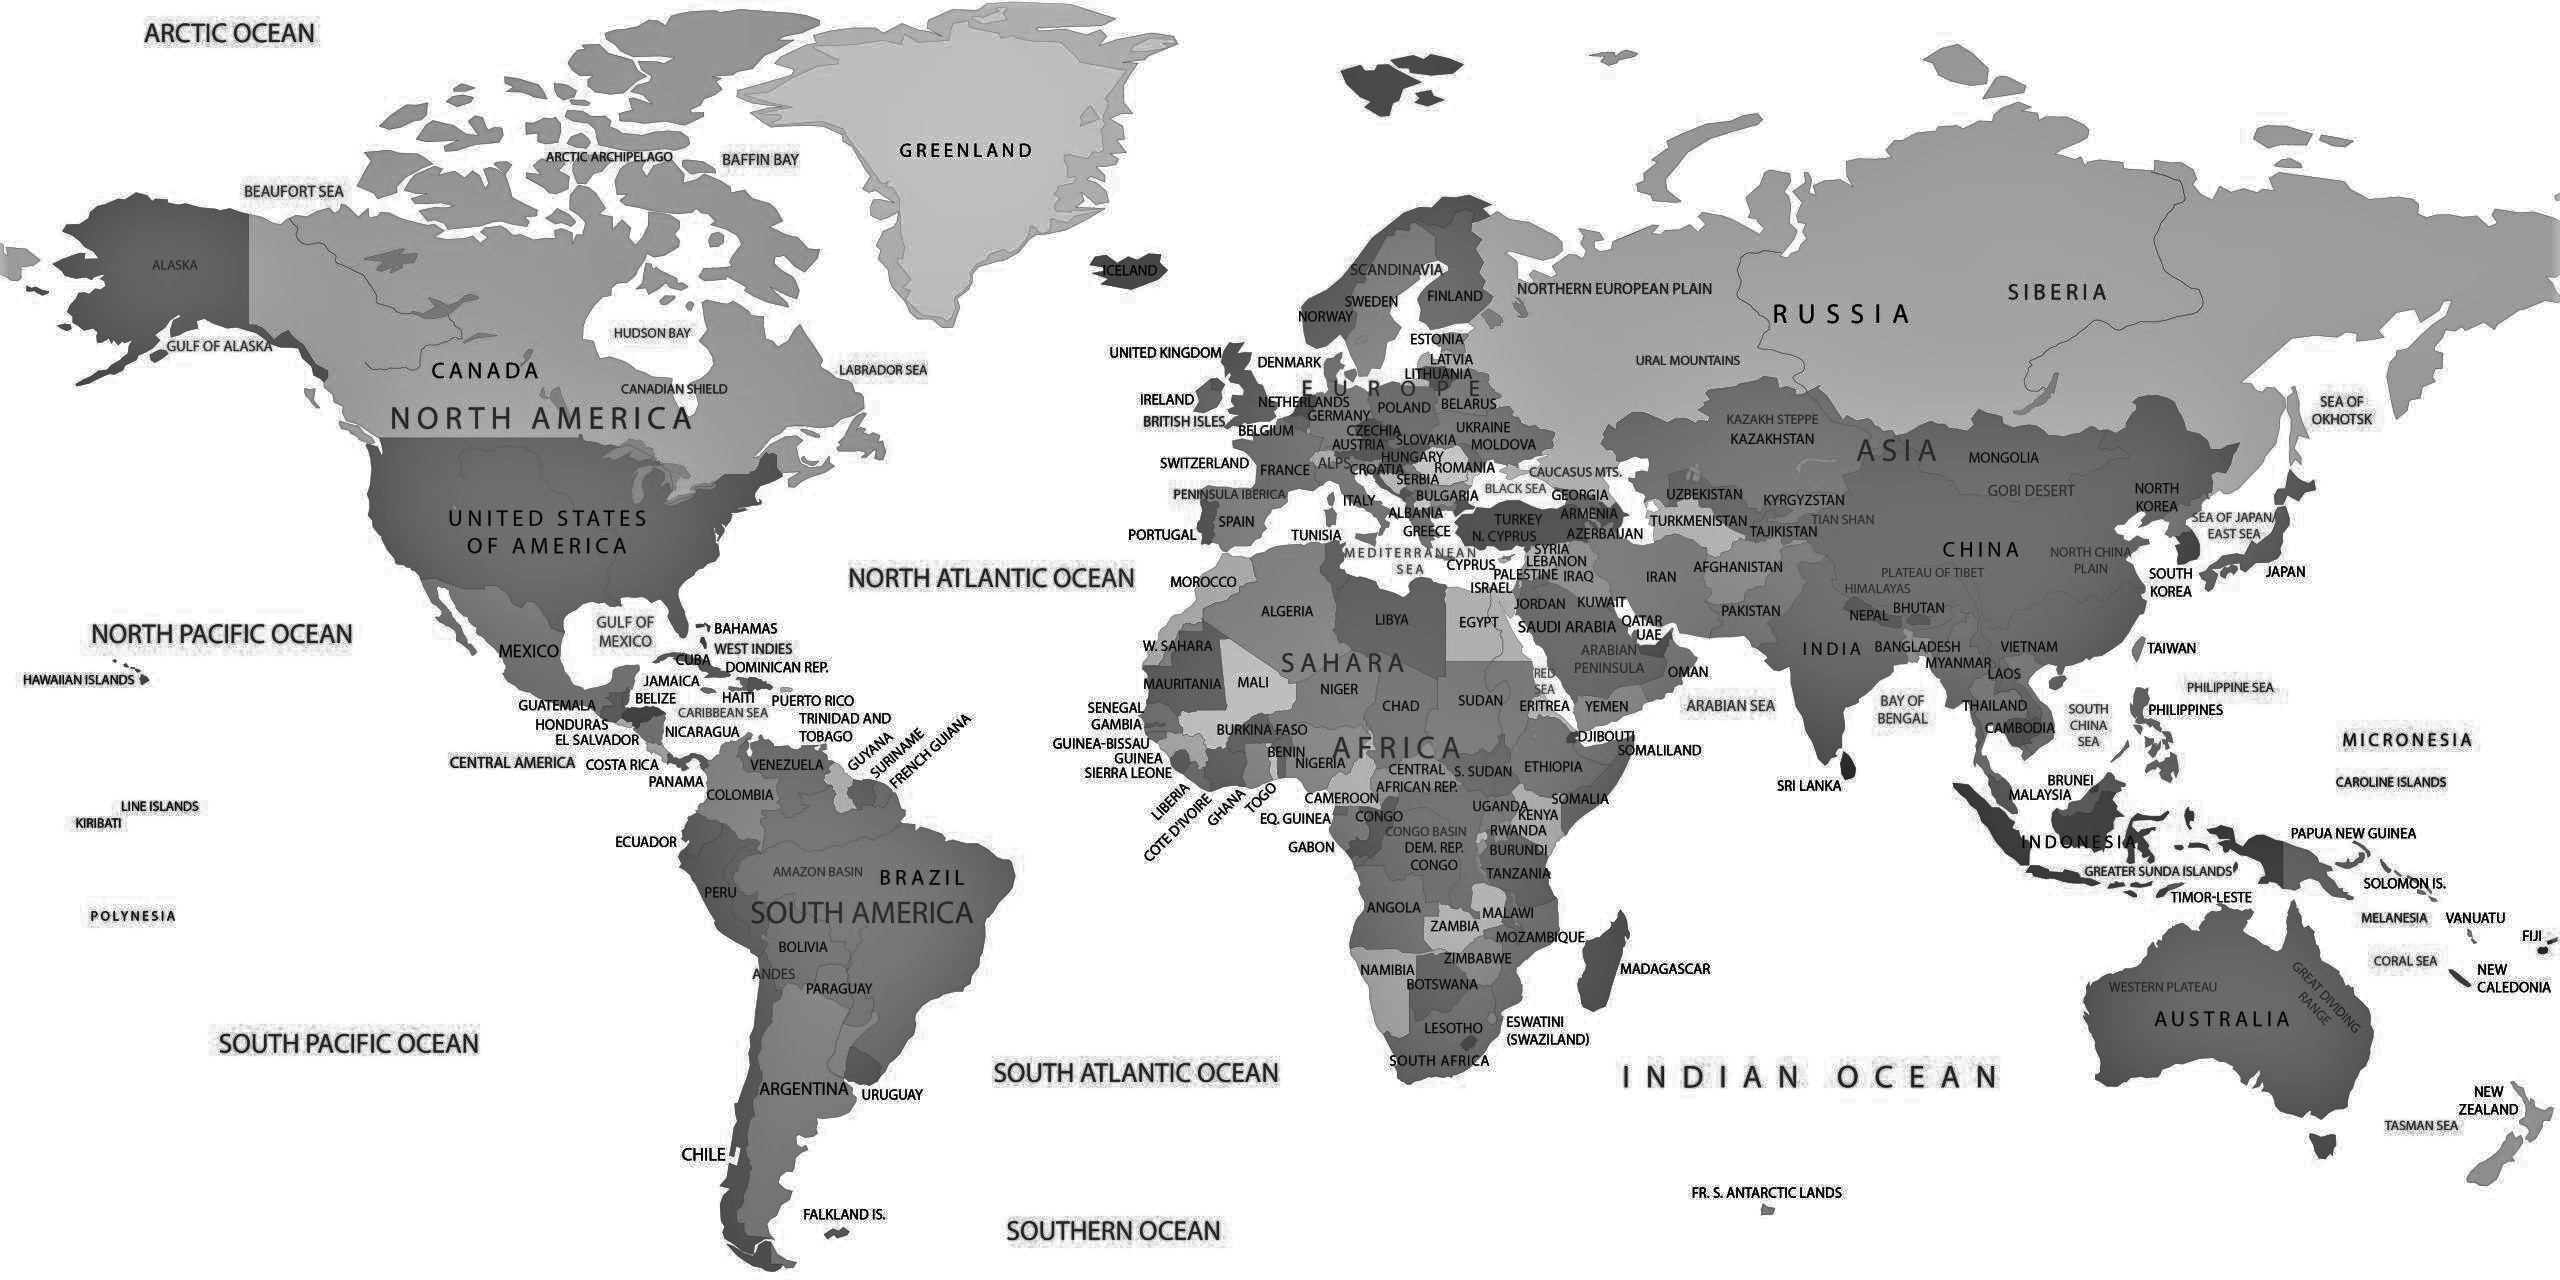 ARCTIC OCEAN
GREENLAND
ARCTIC ARCHIPELAGO
BAFFIN BAY
BEAUFORT SEA
ALASKA
GULF OF ALASKA
HUDSON BAY
CANADA
CANADIAN SHIELD
LABRADOR SEA
NORTH AMERICA
UNITED STATES
OF AMERICA
NORTH ATLANTIC OCEAN
NORTH PACIFIC OCEAN
HAWAIIAN ISLANDS
GULF OF
MEXICO
MEXICO
BAHAMAS
WEST INDIES
CUBA
DOMINICAN REP.
JAMAICA
BELIZE
HAITI
PUERTO RICO
GUATEMALA
CARIBBEAN SEA
HONDURAS
TRINIDAD AND
TOBAGO
EL SALVADOR
NICARAGUA
CENTRAL AMERICA
COSTA RICA
PANAMA
VENEZUELA
GUYANA
SURINAME
FRENCH GUIANA
COLOMBIA
LINE ISLANDS
KIRIBATI
ECUADOR
AMAZON BASIN
BRAZIL
PERU
SOUTH AMERICA
POLYNESIA
BOLIVIA
ANDES
PARAGUAY
SOUTH PACIFIC OCEAN
ARGENTINA
URUGUAY
CHILE
FALKLAND IS.
SOUTH ATLANTIC OCEAN
SOUTHERN OCEAN
ICELAND
SCANDINAVIA
SWEDEN
FINLAND
NORWAY
NORTHERN EUROPEAN PLAIN
RUSSIA
SIBERIA
ESTONIA
UNITED KINGDOM
DENMARK
LATVIA
LITHUANIA
URAL MOUNTAINS
EUROPE
IRELAND
NETHERLANDS
POLAND
BELARUS
BRITISH ISLES
GERMANY
BELGIUM
CZECHIA
UKRAINE
AUSTRIA
SLOVAKIA
MOLDOVA
HUNGARY
SWITZERLAND
FRANCE
ALPS
CROATIA
ROMANIA
CAUCASUS MTS.
SERBIA
PENINSULA IBERICA
ITALY
BULGARIA
BLACK SEA
GEORGIA
ALBANIA
ARMENIA
SPAIN
TURKEY
PORTUGAL
TUNISIA
GREECE
N. CYPRUS
AZERBAIJAN
MEDITERRANEAN
SEA
SYRIA
CYPRUS
LEBANON
PALESTINE
IRAQ
ISRAEL
JORDAN
KUWAIT
KAZAKH STEPPE
KAZAKHSTAN
ASIA
MONGOLIA
GOBI DESERT
UZBEKISTAN
KYRGYZSTAN
TURKMENISTAN
TIAN SHAN
TAJIKISTAN
NORTH
KOREA
SEA OF
OKHOTSK
SEA OF JAPAN/
EAST SEA
CHINA
NORTH CHINA
PLAIN
IRAN
AFGHANISTAN
PLATEAU OF TIBET
HIMALAYAS
SOUTH
KOREA
JAPAN
PAKISTAN
NEPAL
BHUTAN
SAUDI ARABIA
QATAR
UAE
ARABIAN
PENINSULA
OMAN
RED
SEA
YEMEN
ARABIAN SEA
INDIA
BANGLADESH
MYANMAR
VIETNAM
LAOS
TAIWAN
BAY OF
BENGAL
THAILAND
CAMBODIA
SOUTH
CHINA
SEA
PHILIPPINES
PHILIPPINE SEA
SRI LANKA
BRUNEI
MALAYSIA
MICRONESIA
CAROLINE ISLANDS
INDONESIA
GREATER SUNDA ISLANDS
PAPUA NEW GUINEA
TIMOR-LESTE
SOLOMON IS.
MELANESIA
VANUATU
FIJI
CORAL SEA
NEW
CALEDONIA
WESTERN PLATEAU
GREAT DIVIDING
RANGE
AUSTRALIA
NEW
ZEALAND
TASMAN SEA
MOROCCO
ALGERIA
LIBYA
EGYPT
W. SAHARA
SAHARA
MAURITANIA
MALI
NIGER
CHAD
SUDAN
ERITREA
SENEGAL
GAMBIA
BURKINA FASO
GUINEA-BISSAU
GUINEA
SIERRA LEONE
BENIN
NIGERIA
AFRICA
DJIBOUTI
SOMALILAND
CENTRAL
AFRICAN REP.
S. SUDAN
ETHIOPIA
LIBERIA
COTE D'IVOIRE
GHANA
TOGO
CAMEROON
UGANDA
SOMALIA
EQ. GUINEA
CONGO
KENYA
CONGO BASIN
RWANDA
GABON
DEM. REP.
CONGO
BURUNDI
TANZANIA
ANGOLA
MALAWI
ZAMBIA
MOZAMBIQUE
ZIMBABWE
NAMIBIA
BOTSWANA
MADAGASCAR
LESOTHO
ESWATINI
(SWAZILAND)
SOUTH AFRICA
INDIAN OCEAN
FR. S. ANTARCTIC LANDS